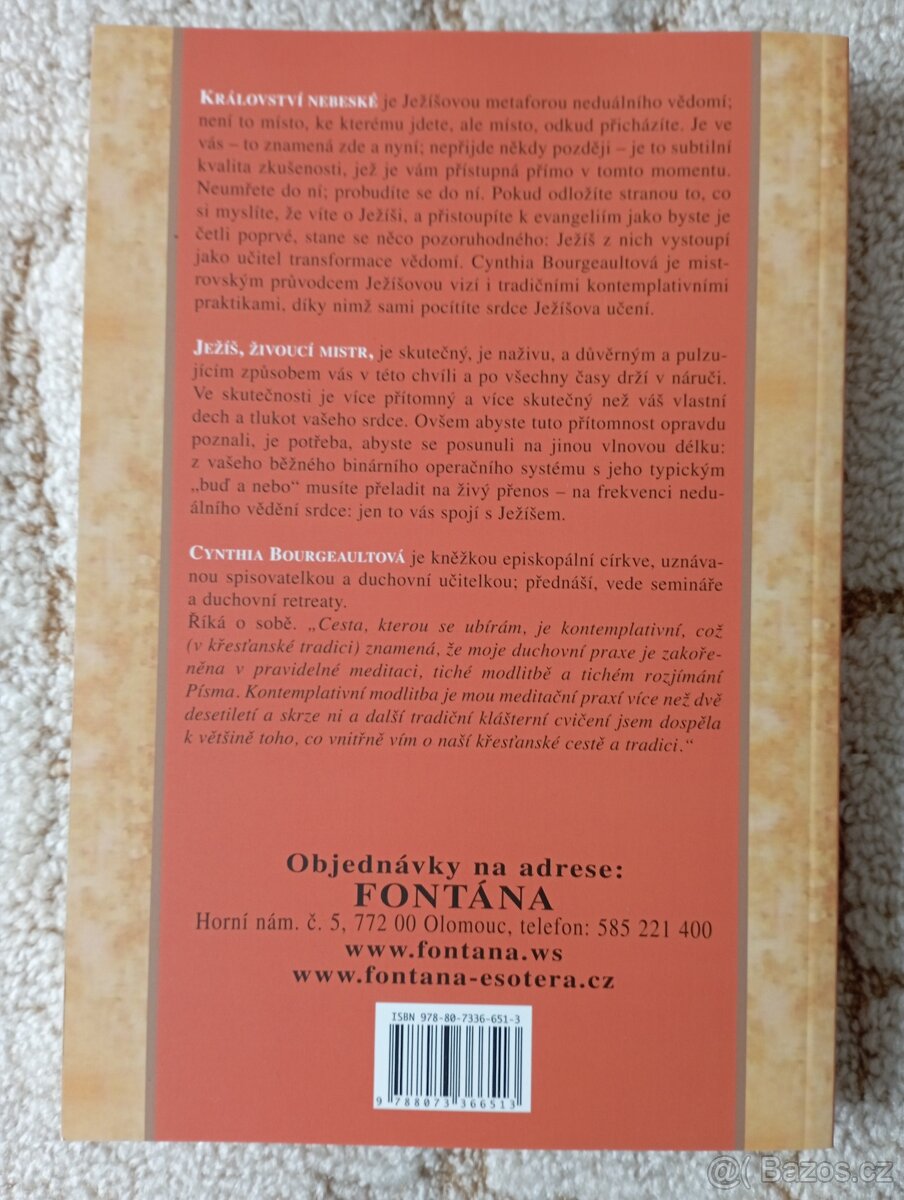 Království nebeské je Ježíšovou metaforou neduálního vědomí;
není to místo, ke kterému jdete, ale místo, odkud přicházíte. Je ve
vás – to znamená zde a nyní; nepřijde někdy později – je to subtilní
kvalita zkušenosti, jež je vám přístupná přímo v tomto momentu.
Neumřete do ní; probudíte se do ní. Pokud odložíte stranou to, co
si myslíte, že víte o Ježíši, a přistoupíte k evangeliím jako byste je
četli poprvé, stane se něco pozoruhodného: Ježíš z nich vystoupí
jako učitel transformace vědomí. Cynthia Bourgeaultová je mist-
rovským průvodcem Ježíšovou vizí i tradičními kontemplativními
praktikami, díky nimž sami pocítíte srdce Ježíšova učení.
Ježíš, živoucí mistr, je skutečný, je naživu, a důvěrným a pulzu-
jícím způsobem vás v této chvíli a po všechny časy drží v náručí.
Ve skutečnosti je více přítomný a více skutečný než váš vlastní
dech a tlukot vašeho srdce. Ovšem abyste tuto přítomnost opravdu
poznali, je potřeba, abyste se posunuli na jinou vlnovou délku:
z vašeho běžného binárního operačního systému s jeho typickým
„buď a nebo“ musíte přeladit na živý přenos – na frekvenci nedu-
álního vědění srdce: jen to vás spojí s Ježíšem.
Cynthia Bourgeaultová je kněžkou episkopální církve, uznáva-
nou spisovatelkou a duchovní učitelkou; přednáší, vede semináře
a duchovní retreaty.
Říká o sobě. „Cesta, kterou se ubírám, je kontemplativní, což
(v křesťanské tradici) znamená, že moje duchovní praxe je zakoře-
něna v pravidelné meditaci, tiché modlitbě a tichém rozjímání
Písma. Kontemplativní modlitba je mou meditační praxí více než dvě
desetiletí a skrze ni a další tradiční klášterní cvičení jsem dospěla
k většině toho, co vnitřně vím o naší křesťanské cestě a tradici.“
Objednávky na adrese:
FONTÁNA
Horní nám. č. 5, 772 00 Olomouc, telefon: 585 221 400
www.fontana.ws
www.fontana-esotera.cz
ISBN 978-80-7336-651-3
9 788073 366513
@( Bazos.cz